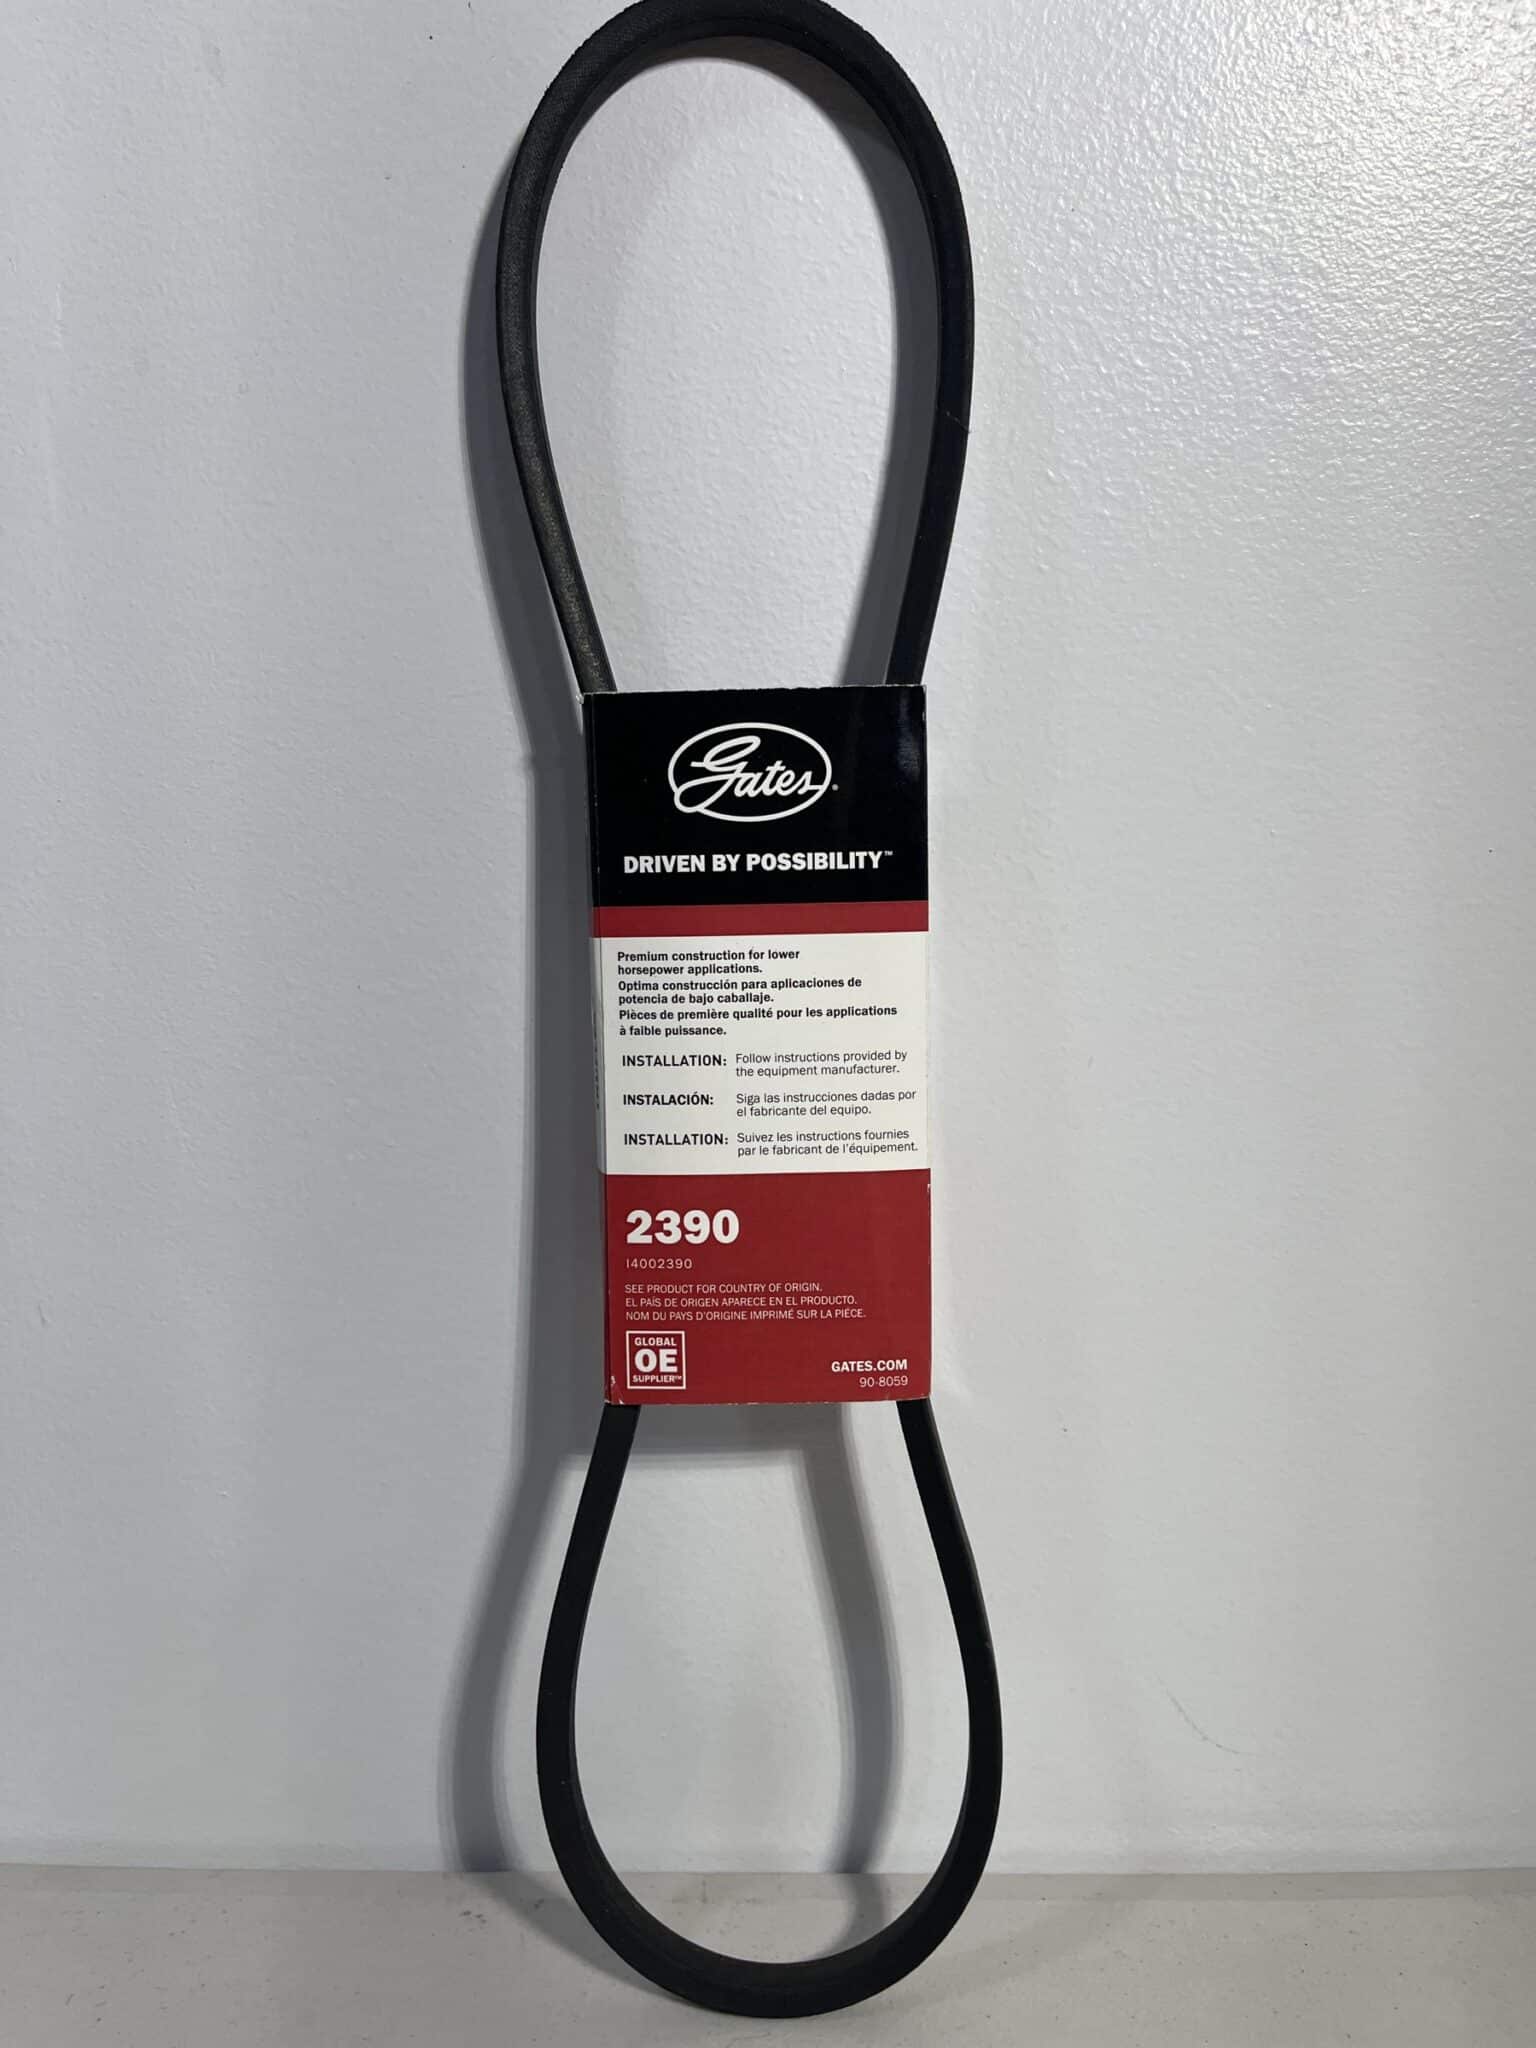 Gates®
DRIVEN BY POSSIBILITY™
Premium construction for lower
horsepower applications.
Optima construcción para aplicaciones de
potencia de bajo caballaje.
Pièces de première qualité pour les applications
à faible puissance.
INSTALLATION: Follow instructions provided by
the equipment manufacturer.
INSTALACIÓN: Siga las instrucciones dadas por
el fabricante del equipo.
INSTALLATION: Suivez les instructions fournies
par le fabricant de l'équipement.
2390
I4002390
SEE PRODUCT FOR COUNTRY OF ORIGIN.
EL PAÍS DE ORIGEN APARECE EN EL PRODUCTO.
NOM DU PAYS D'ORIGINE IMPRIMÉ SUR LA PIÈCE.
GLOBAL
OE
SUPPLIER™
GATES.COM
90-8059